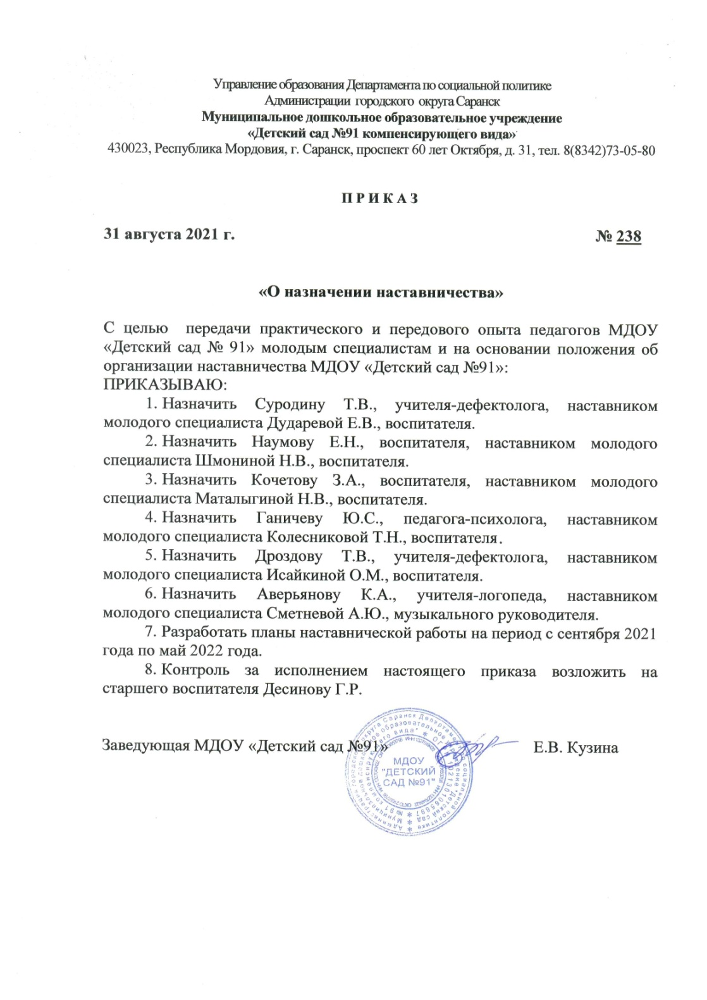 Управление образования Департамента по социальной политике
Администрации городского округа Саранск
Муниципальное дошкольное образовательное учреждение
«Детский сад №91 компенсирующего вида»
430023, Республика Мордовия, г. Саранск, проспект 60 лет Октября, д. 31, тел. 8(8342)73-05-80
П Р И К А З
31 августа 2021 г. № 238
«О назначении наставничества»
С целью передачи практического и передового опыта педагогов МДОУ
«Детский сад № 91» молодым специалистам и на основании положения об
организации наставничества МДОУ «Детский сад №91»:
ПРИКАЗЫВАЮ:
1. Назначить Суродину Т.В., учителя-дефектолога, наставником
молодого специалиста Дударевой Е.В., воспитателя.
2. Назначить Наумову Е.Н., воспитателя, наставником молодого
специалиста Шмониной Н.В., воспитателя.
3. Назначить Кочетову З.А., воспитателя, наставником молодого
специалиста Маталыгиной Н.В., воспитателя.
4. Назначить Ганичеву Ю.С., педагога-психолога, наставником
молодого специалиста Колесниковой Т.Н., воспитателя.
5. Назначить Дроздову Т.В., учителя-дефектолога, наставником
молодого специалиста Исайкиной О.М., воспитателя.
6. Назначить Аверьянову К.А., учителя-логопеда, наставником
молодого специалиста Сметневой А.Ю., музыкального руководителя.
7. Разработать планы наставнической работы на период с сентября 2021
года по май 2022 года.
8. Контроль за исполнением настоящего приказа возложить на
старшего воспитателя Десинову Г.Р.
Заведующая МДОУ «Детский сад №91» Е.В. Кузина
МДОУ
"ДЕТСКИЙ
САД №91"